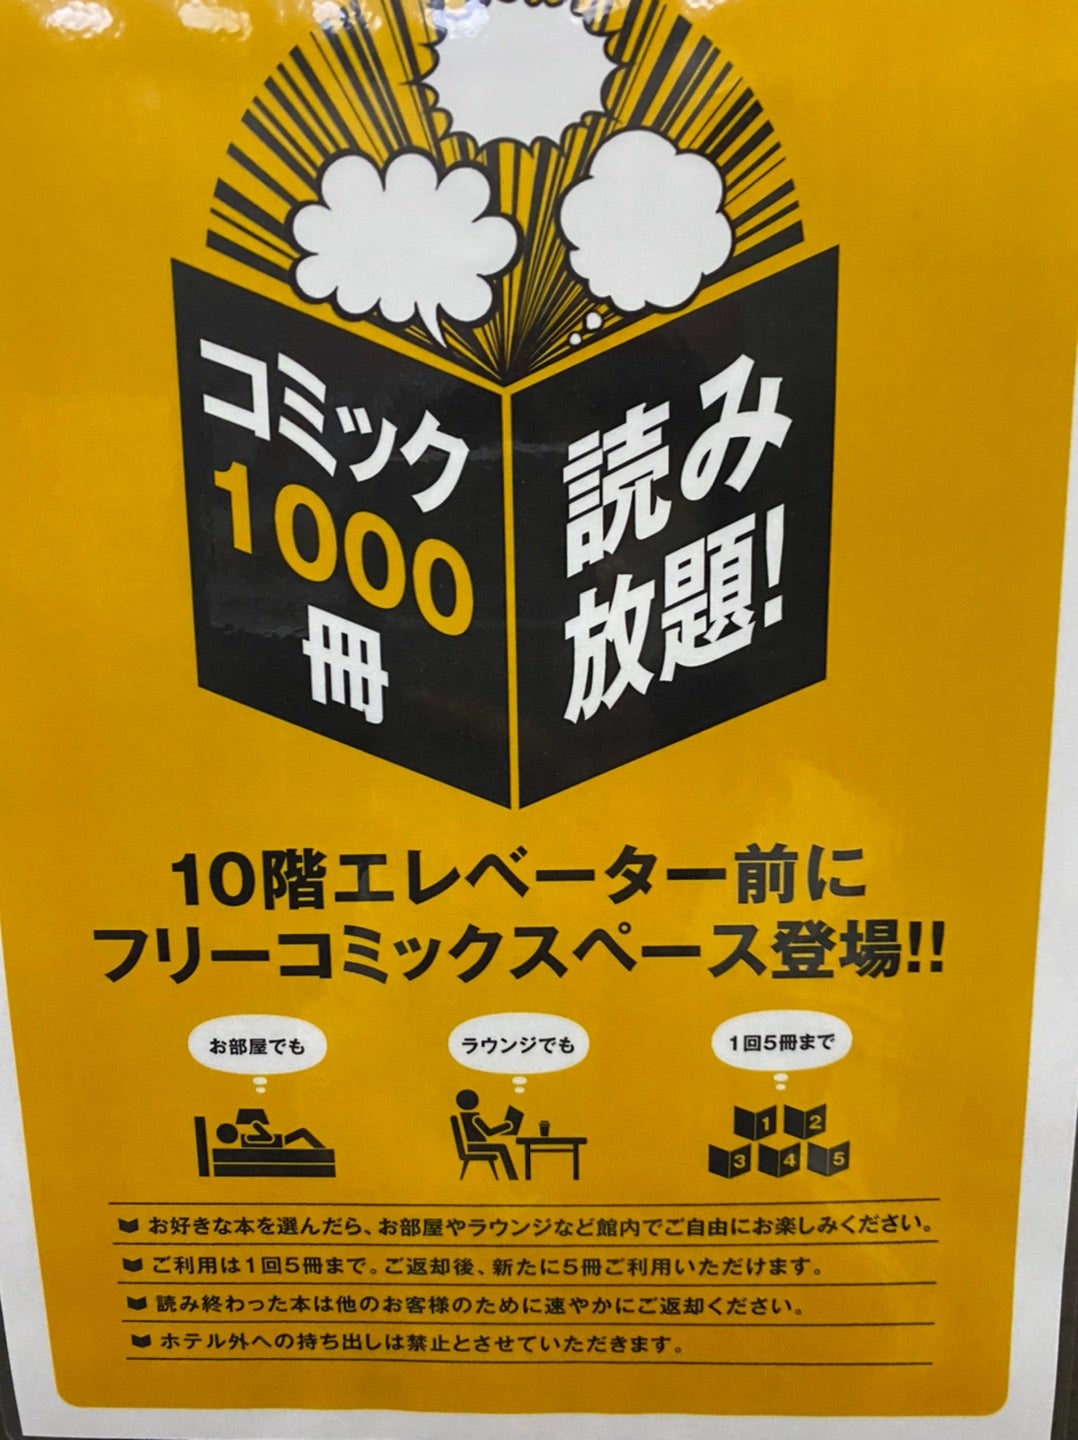 コミック
1000
冊
読み
放題!
10階エレベーター前に
フリーコミックスペース登場!!
お部屋でも
ラウンジでも
1回5冊まで
1 2
3 4 5
お好きな本を選んだら、お部屋やラウンジなど館内でご自由にお楽しみください。
ご利用は1回5冊まで。ご返却後、新たに5冊ご利用いただけます。
読み終わった本は他のお客様のために速やかにご返却ください。
ホテル外への持ち出しは禁止とさせていただきます。